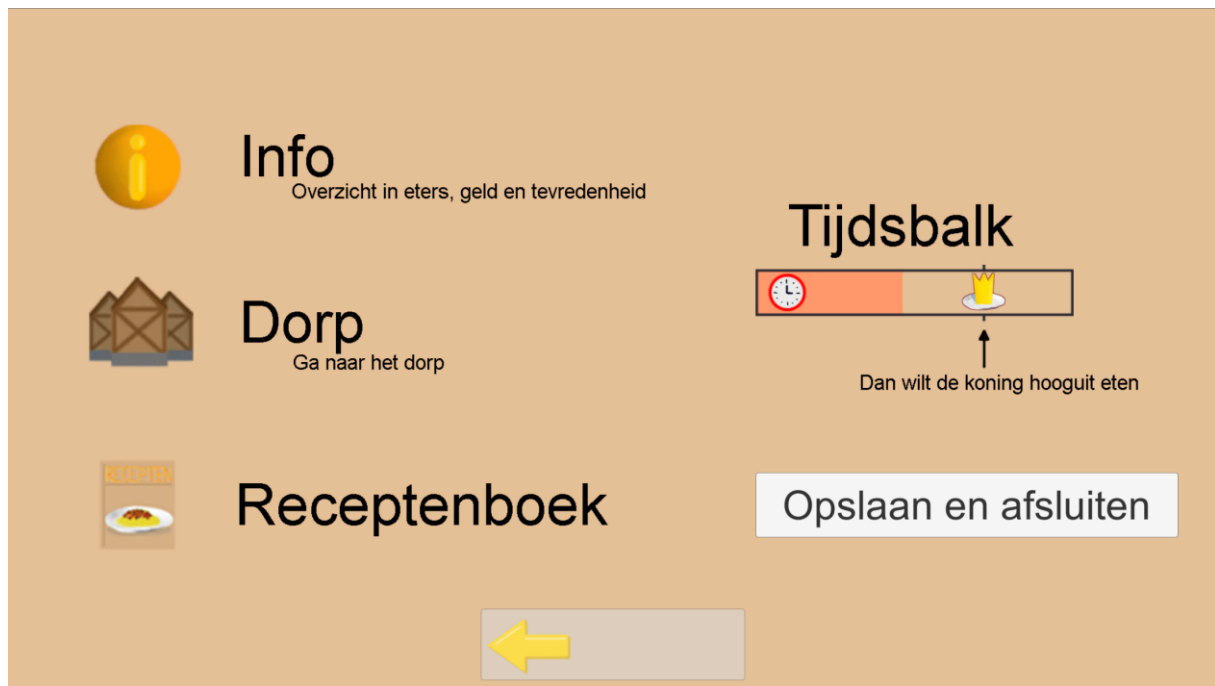 Info
Overzicht in eters, geld en tevredenheid
Dorp
Ga naar het dorp
RECEPTEN
Receptenboek
Tijdsbalk
Dan wilt de koning hooguit eten
Opslaan en afsluiten